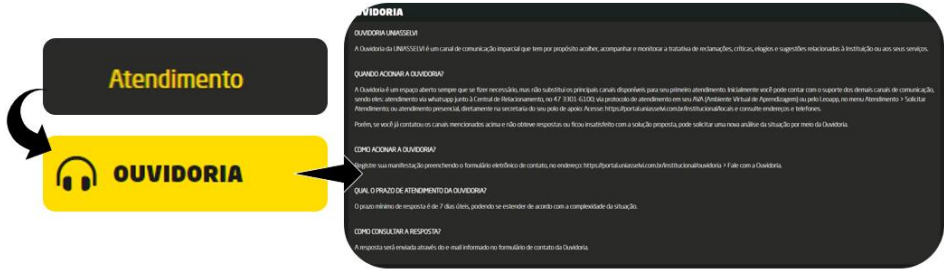 Atendimento
OUVIDORIA
OUVIDORIA
OUVIDORIA UNIASSELVI
A Ouvidoria da UNIASSELVI é um canal de comunicação imparcial que tem por propósito acolher, acompanhar e monitorar a tratativa de reclamações, críticas, elogios e sugestões relacionadas à Instituição ou aos seus serviços.
QUANDO ACIONAR A OUVIDORIA?
A Ouvidoria é um espaço aberto sempre que se fizer necessário, mas não substitui os principais canais disponíveis para seu primeiro atendimento. Inicialmente você pode contar com o suporte dos demais canais de comunicação,
sendo eles: atendimento via whatsapp junto à Central de Relacionamento, no 47 3301-6100; via protocolo de atendimento em seu AVA (Ambiente Virtual de Aprendizagem) ou pelo Leoapp, no menu Atendimento > Solicitar
Atendimento; ou atendimento presencial, diretamente na secretaria do seu polo de apoio: Acesse: https://portal.uniasselvi.com.br/institucional/locais e consulte endereços e telefones.
Porém, se você já contatou os canais mencionados acima e não obteve respostas ou ficou insatisfeito com a solução proposta, pode solicitar uma nova análise da situação por meio da Ouvidoria.
COMO ACIONAR A OUVIDORIA?
Registre sua manifestação preenchendo o formulário eletrônico de contato, no endereço: https://portal.uniasselvi.com.br/institucional/ouvidoria > Fale com a Ouvidoria.
QUAL O PRAZO DE ATENDIMENTO DA OUVIDORIA?
O prazo mínimo de resposta é de 7 dias úteis, podendo se estender de acordo com a complexidade da situação.
COMO CONSULTAR A RESPOSTA?
A resposta será enviada através do e-mail informado no formulário de contato da Ouvidoria.